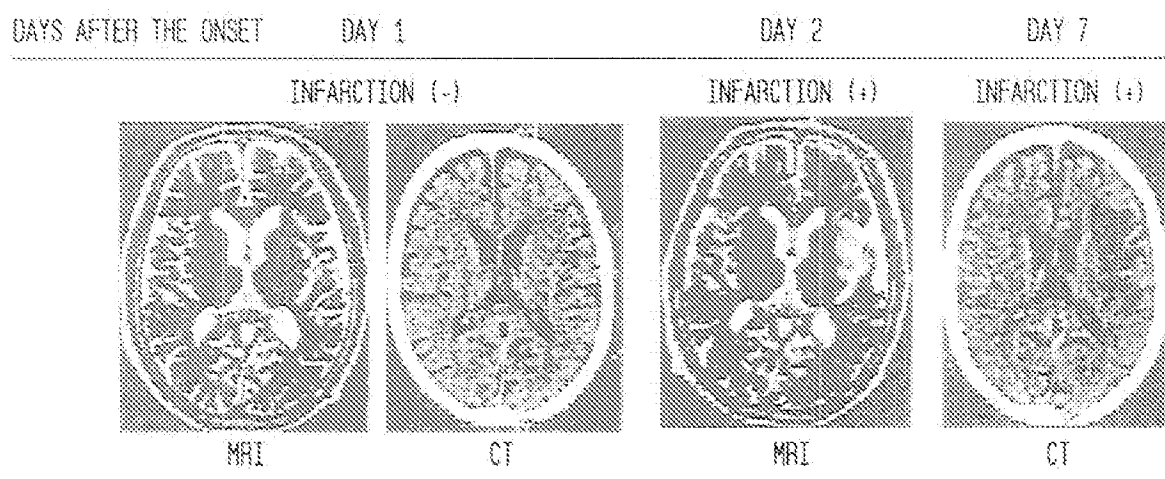 DAYS AFTER THE ONSET DAY 1 DAY 2 DAY 7
INFARCTION (-) INFARCTION (+) INFARCTION (+)
MRI CT MRI CT